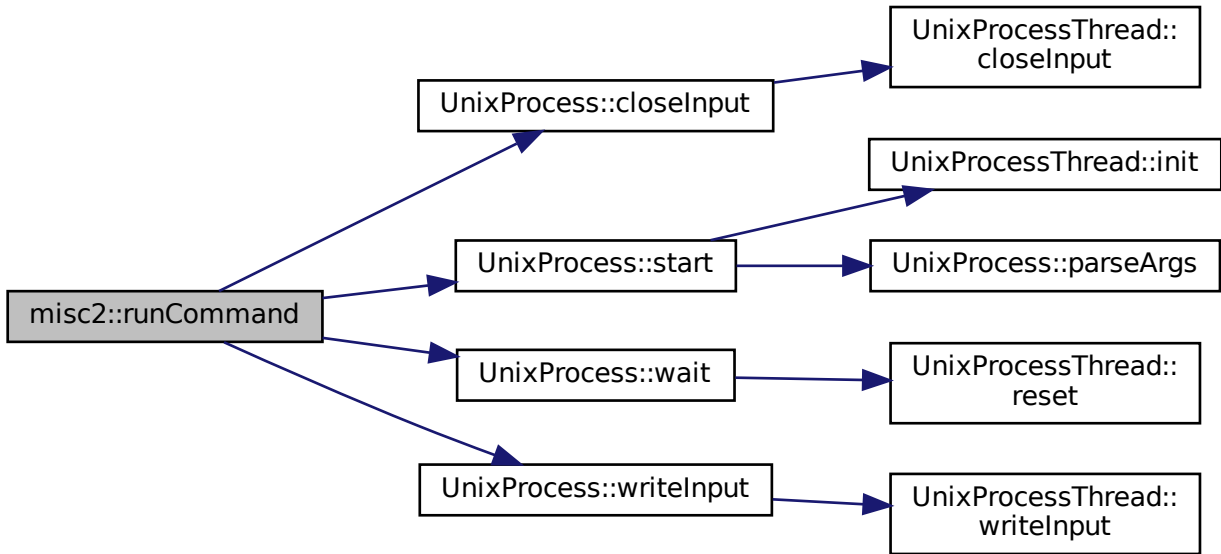 misc2::runCommand
UnixProcess::closeInput
UnixProcessThread::
closeInput
UnixProcess::start
UnixProcessThread::init
UnixProcess::parseArgs
UnixProcess::wait
UnixProcessThread::
reset
UnixProcess::writeInput
UnixProcessThread::
writeInput